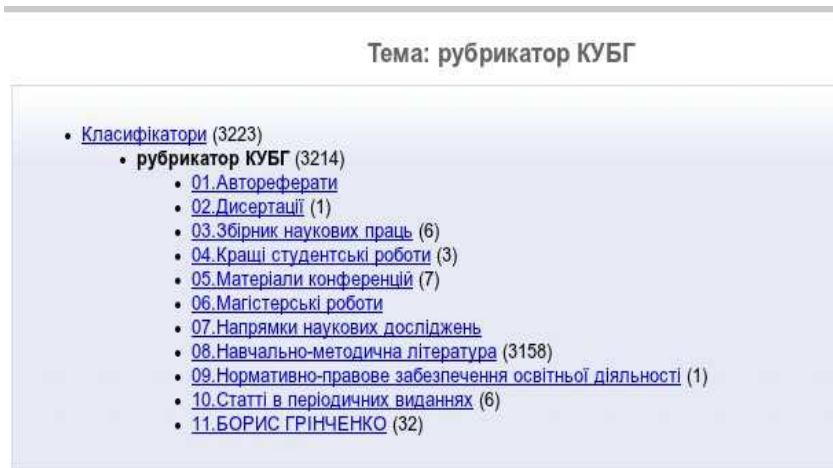 Тема: рубрикатор КУБГ
Класифікатори (3223)
рубрикатор КУБГ (3214)
01.Автореферати
02.Дисертації (1)
03.Збірник наукових праць (6)
04.Кращі студентські роботи (3)
05.Матеріали конференцій (7)
06.Магістерські роботи
07.Напрямки наукових досліджень
08.Навчально-методична література (3158)
09.Нормативно-правове забезпечення освітньої діяльності (1)
10.Статті в періодичних виданнях (6)
11.БОРИС ГРІНЧЕНКО (32)